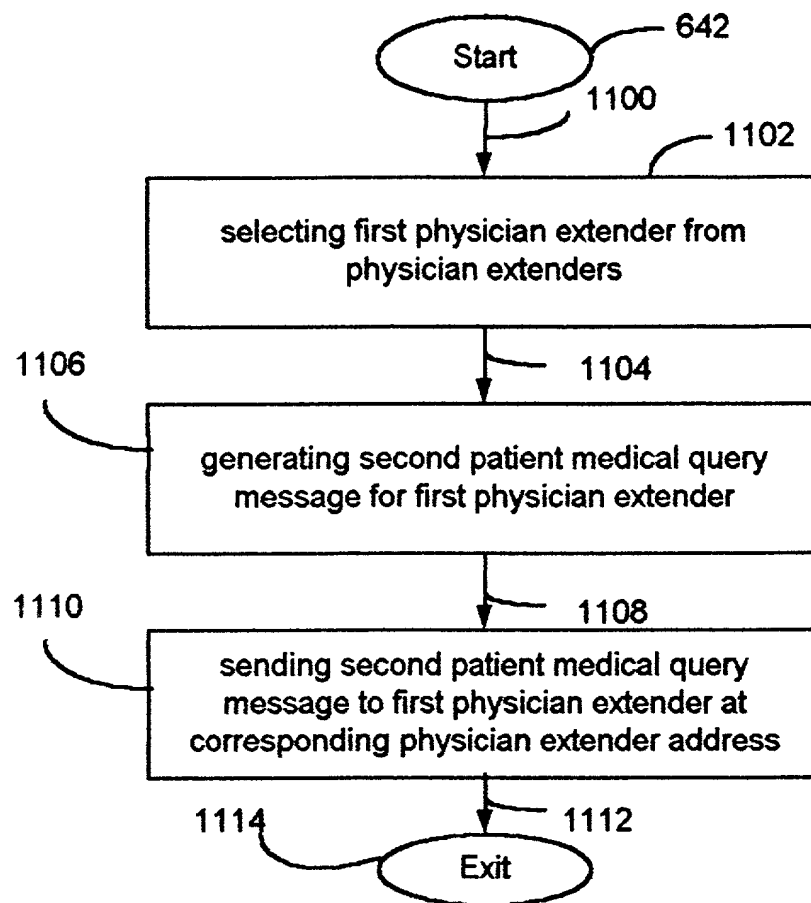 642
Start
1100
1102
selecting first physician extender from
physician extenders
1104
1106
generating second patient medical query
message for first physician extender
1108
1110
sending second patient medical query
message to first physician extender at
corresponding physician extender address
1112
1114
Exit